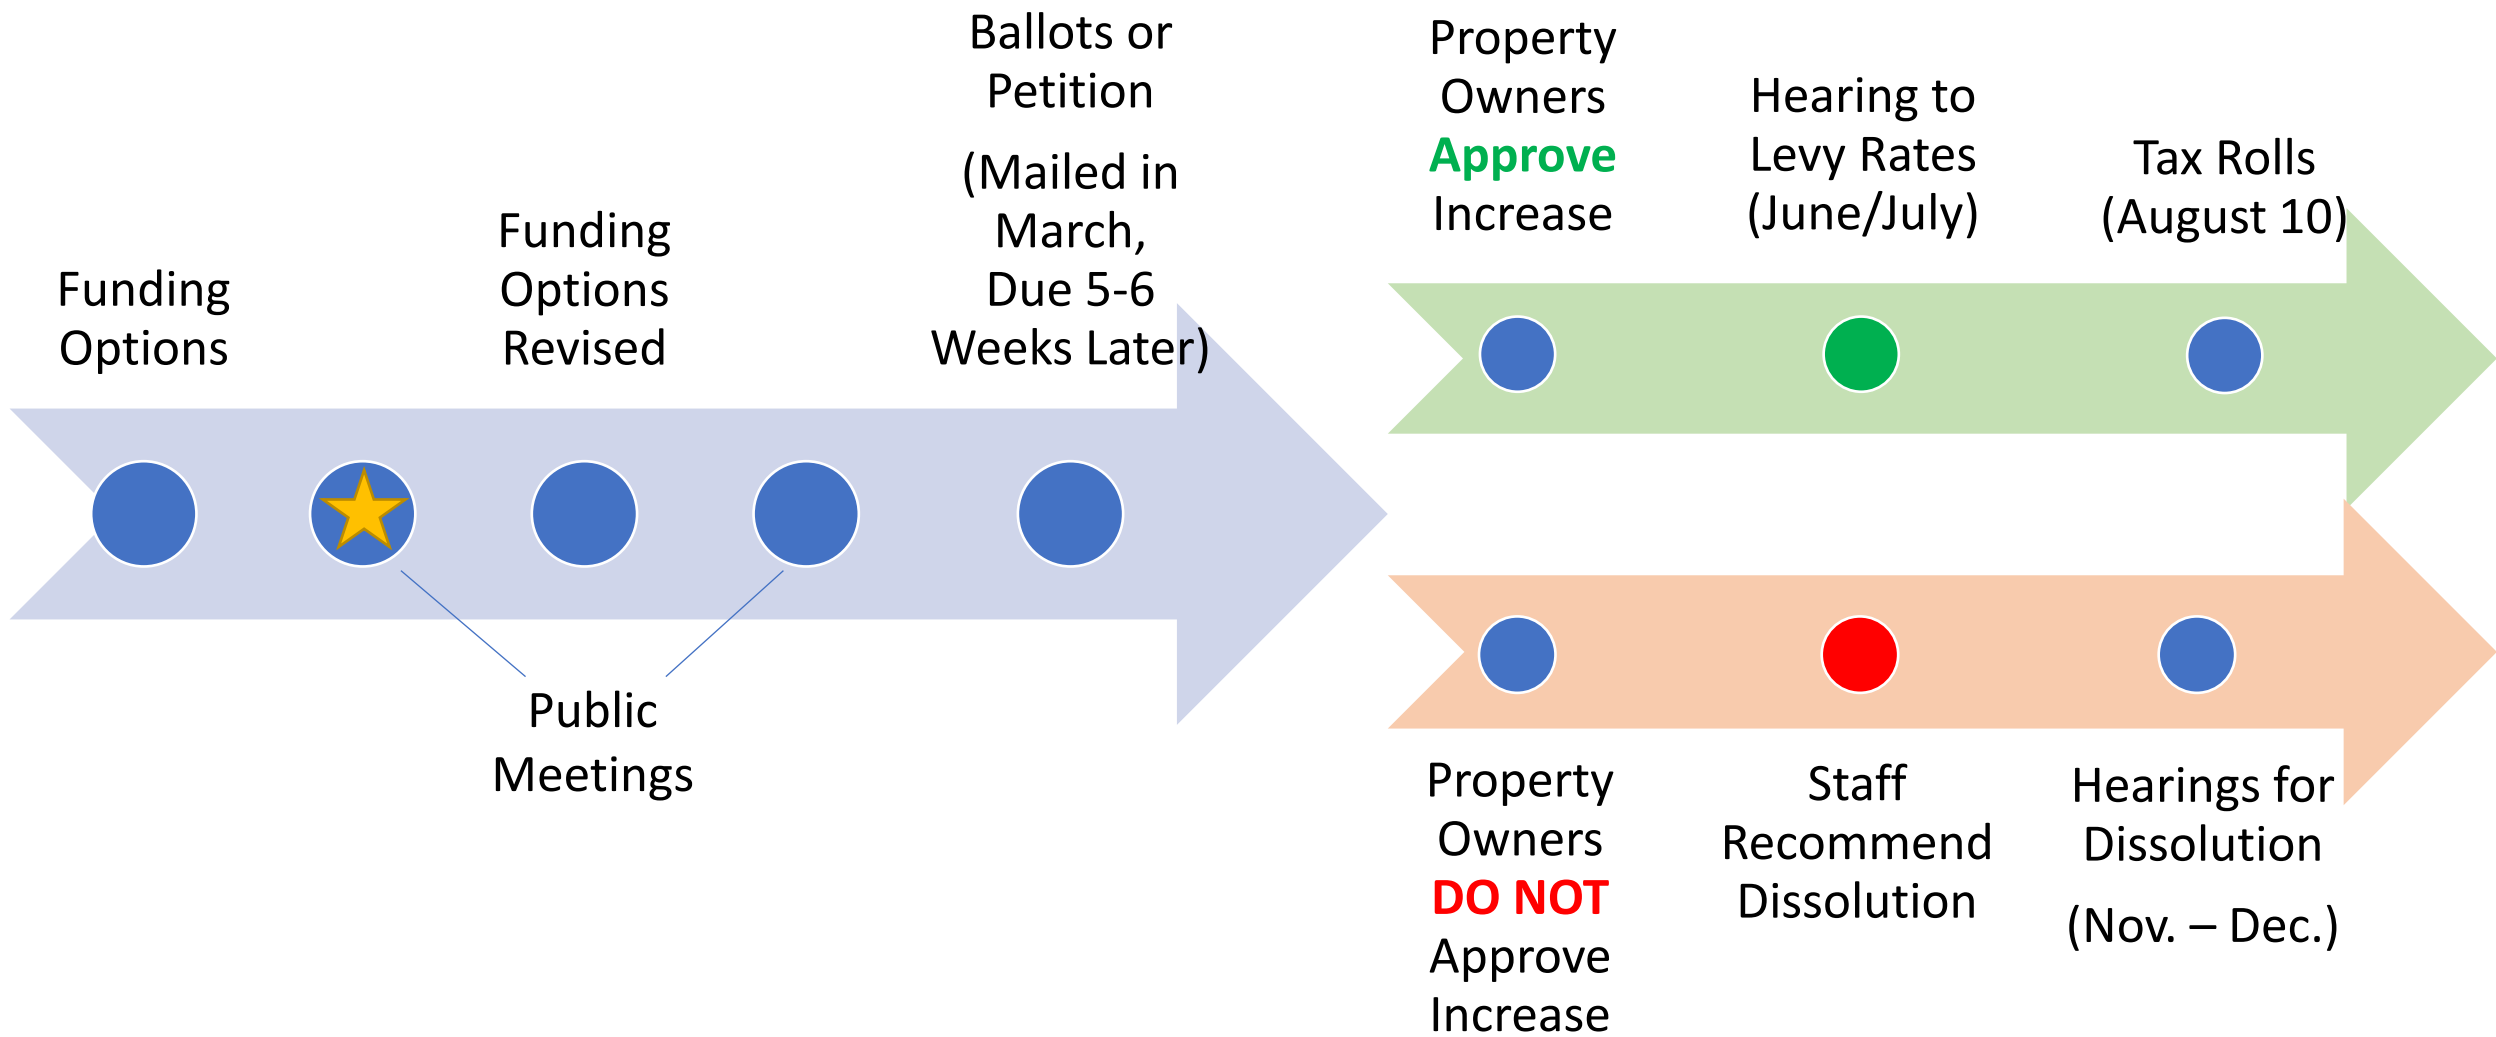 Funding
Options
Funding
Options
Revised
Ballots or
Petition
(Mailed in
March,
Due 5-6
Weeks Later)
Public
Meetings
Property
Owners
Approve
Increase
Hearing to
Levy Rates
(June/July)
Tax Rolls
(August 10)
Property
Owners
DO NOT
Approve
Increase
Staff
Recommend
Dissolution
Hearings for
Dissolution
(Nov. – Dec.)